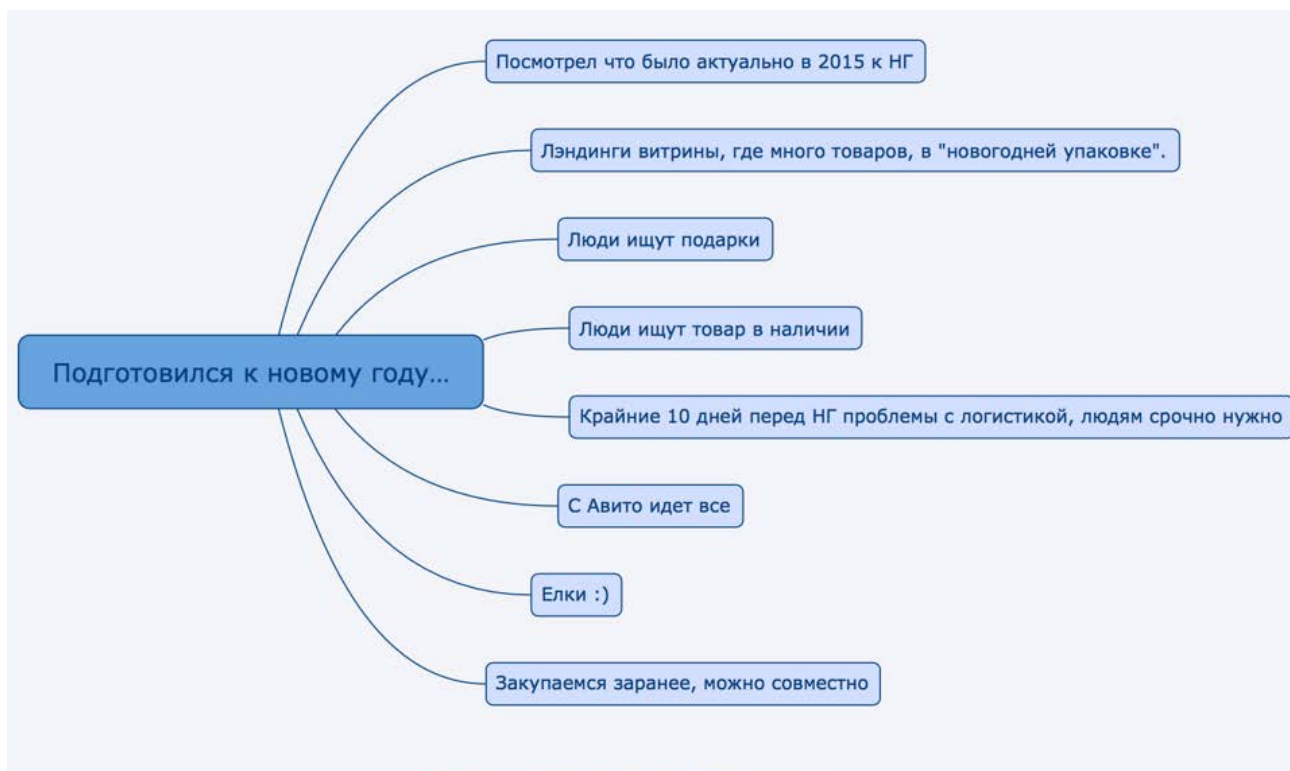 Посмотрел что было актуально в 2015 к НГ
Лэндинги витрины, где много товаров, в "новогодней упаковке".
Люди ищут подарки
Люди ищут товар в наличии
Подготовился к новому году...
Крайние 10 дней перед НГ проблемы с логистикой, людям срочно нужно
С Авито идет все
Елки :)
Закупаемся заранее, можно совместно